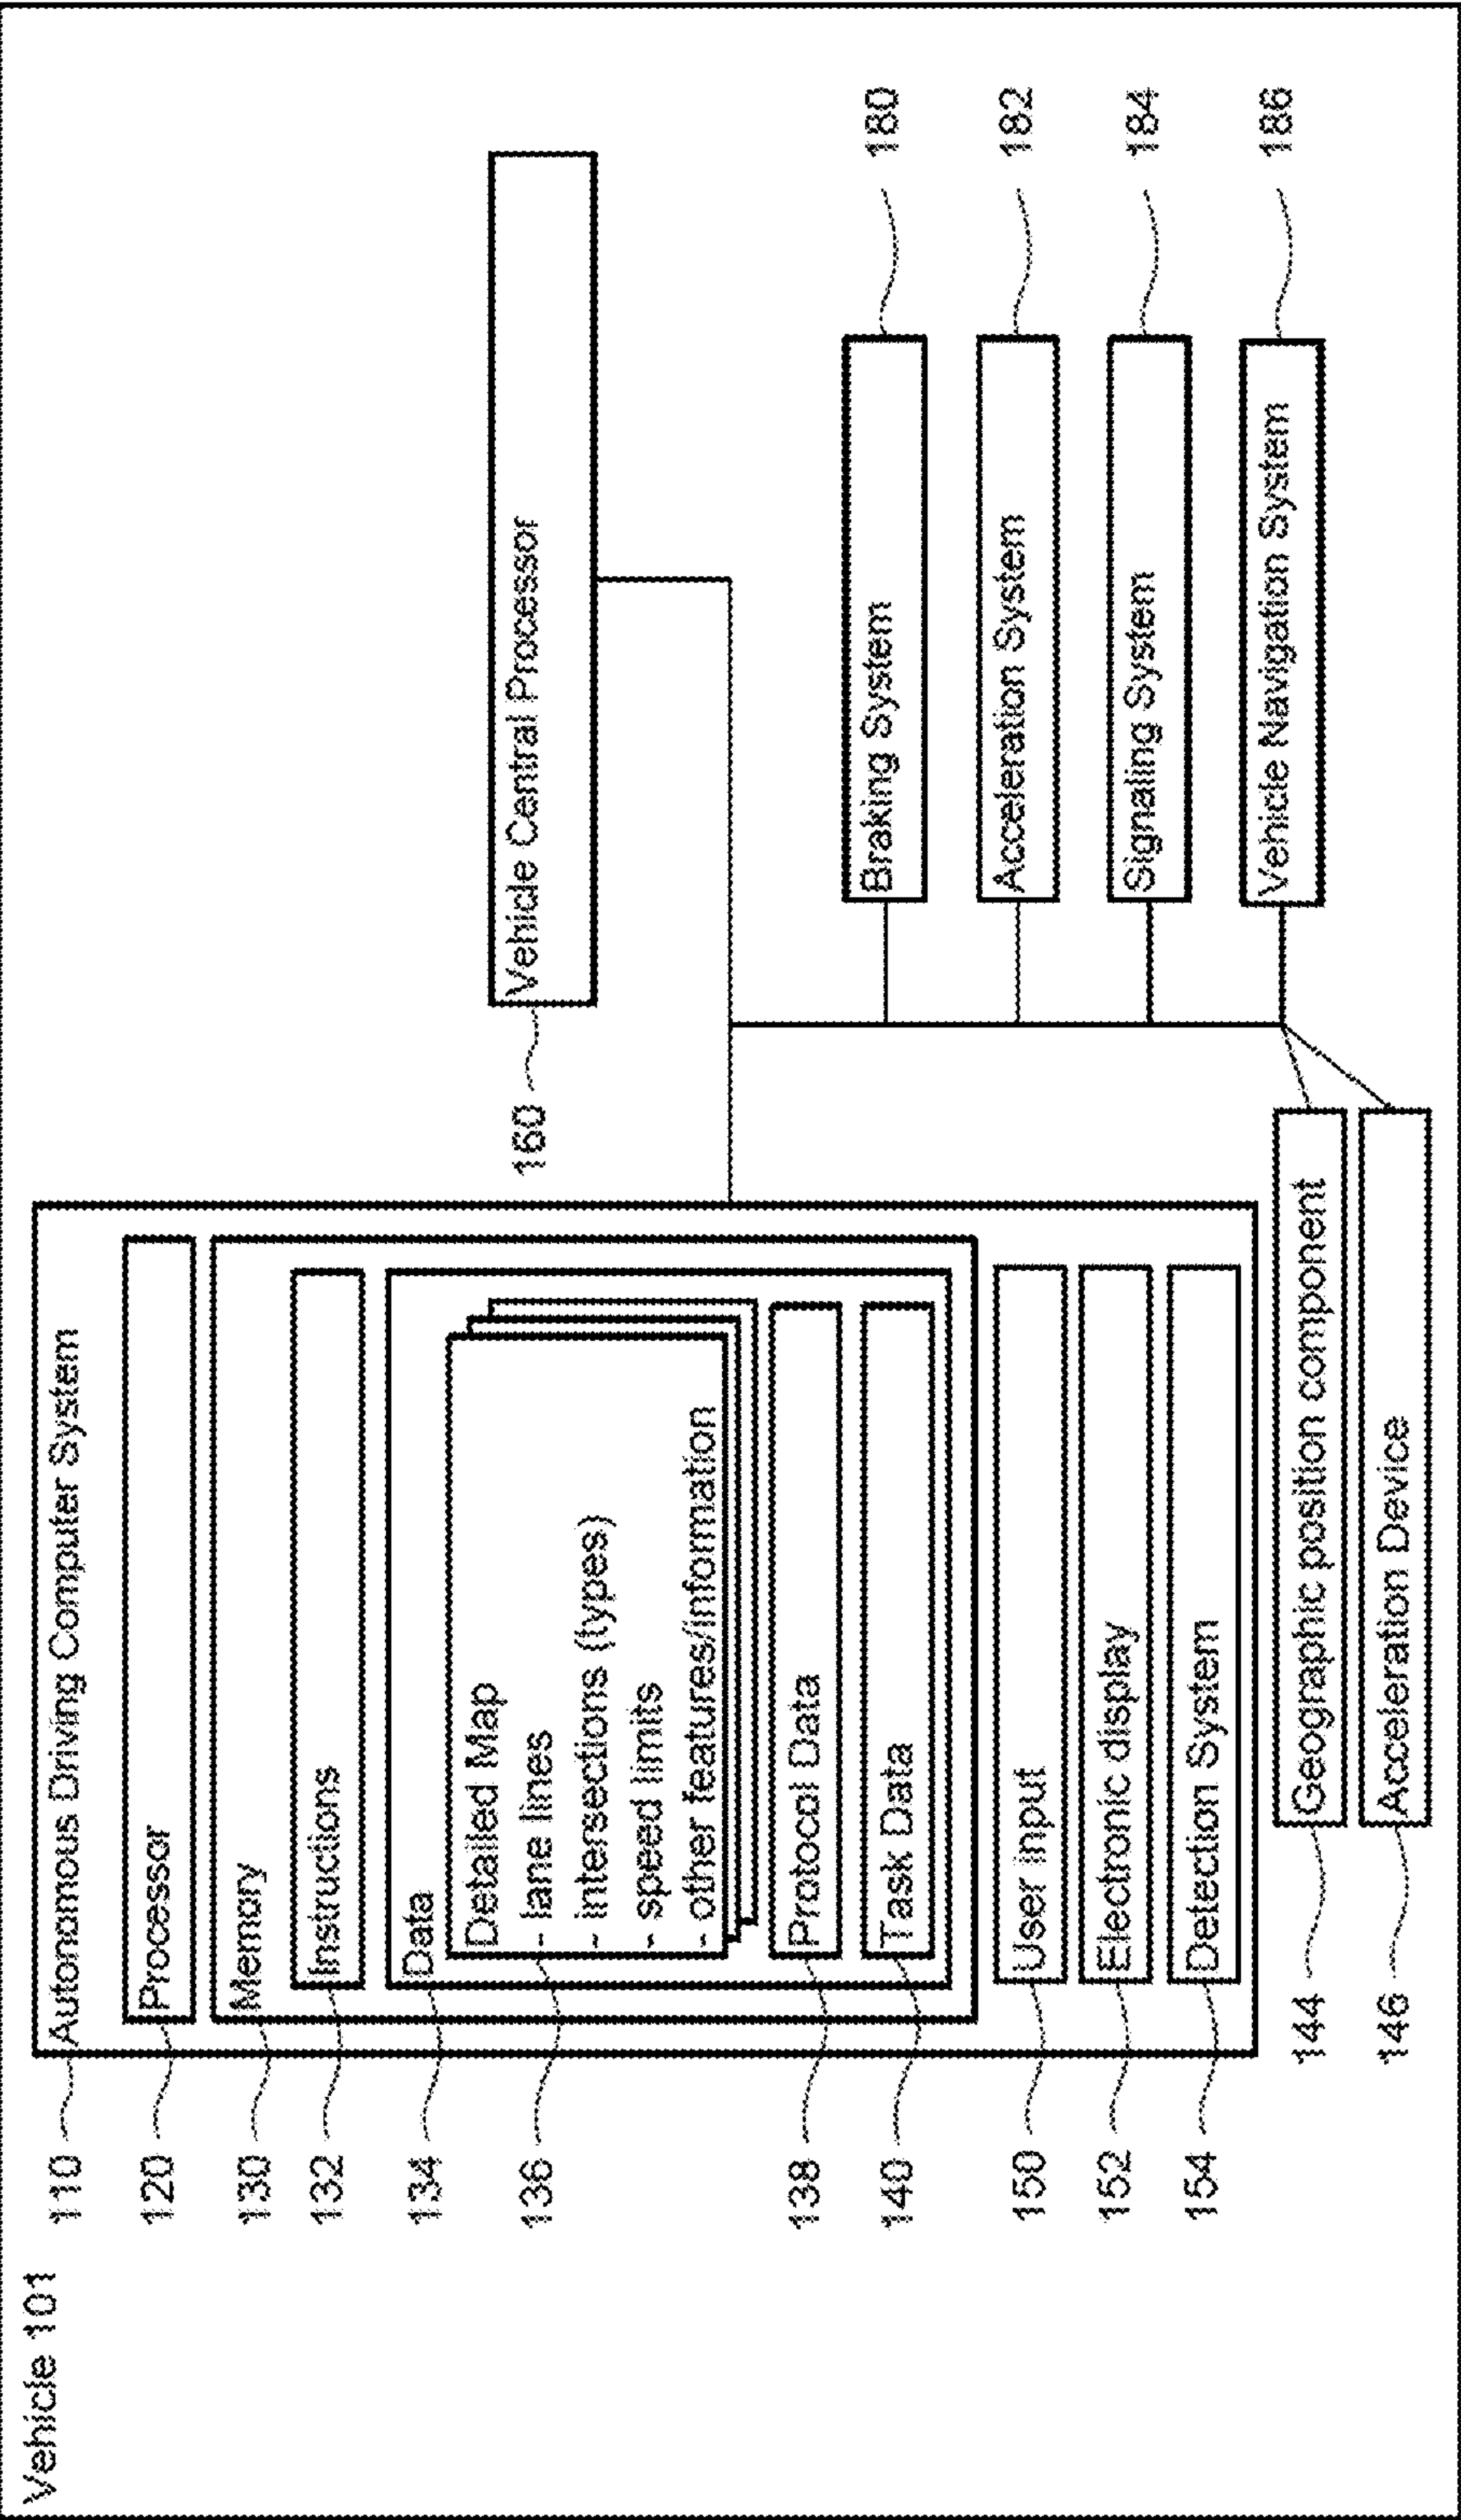 Vehicle 101
110
Autonomous Driving Computer System
120
Processor
130
Memory
132
Instructions
134
Data
136
Detailed Map
- lane lines
- intersections (types)
- speed limits
- other features/information
138
Protocol Data
140
Task Data
150
User input
152
Electronic display
154
Detection System
144
Geographic position component
146
Acceleration Device
160
Vehicle Central Processor
Braking System
180
Acceleration System
182
Signaling System
184
Vehicle Navigation System
186